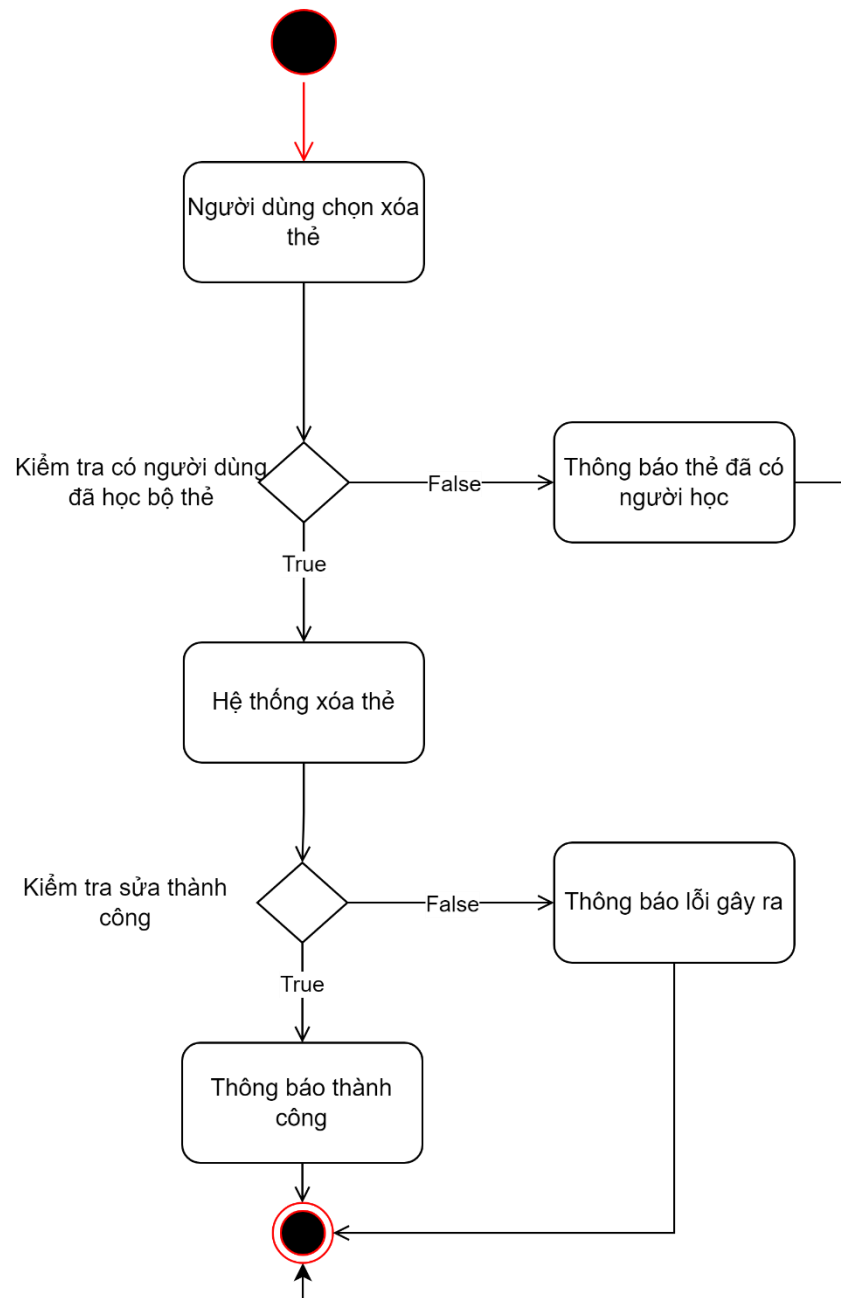 Người dùng chọn xóa
thẻ
Kiểm tra có người dùng
đã học bộ thẻ
False
Thông báo thẻ đã có
người học
True
Hệ thống xóa thẻ
Kiểm tra sửa thành
công
False
Thông báo lỗi gây ra
True
Thông báo thành
công